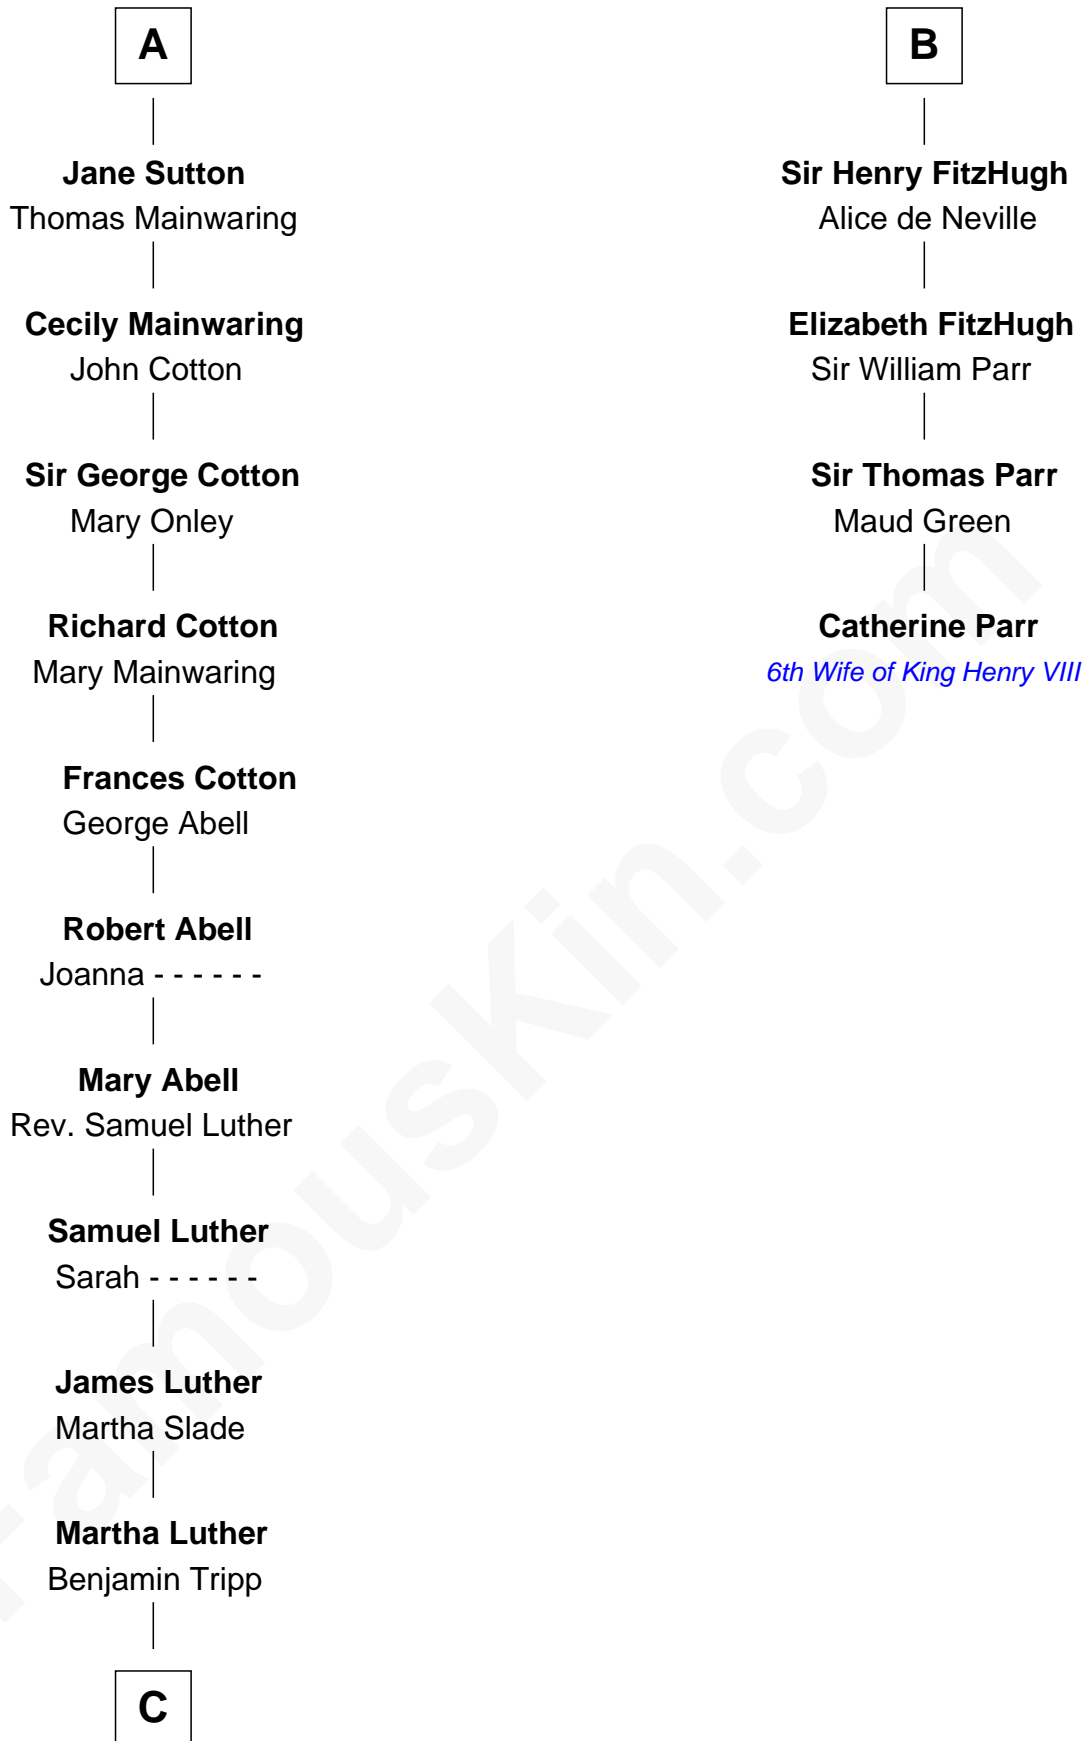 A
Jane Sutton
Thomas Mainwaring
Cecily Mainwaring
John Cotton
Sir George Cotton
Mary Onley
Richard Cotton
Mary Mainwaring
Frances Cotton
George Abell
Robert Abell
Joanna - - - - - -
Mary Abell
Rev. Samuel Luther
Samuel Luther
Sarah - - - - - -
James Luther
Martha Slade
Martha Luther
Benjamin Tripp
C
B
Sir Henry FitzHugh
Alice de Neville
Elizabeth FitzHugh
Sir William Parr
Sir Thomas Parr
Maud Green
Catherine Parr
6th Wife of King Henry VIII
FamousKin.com